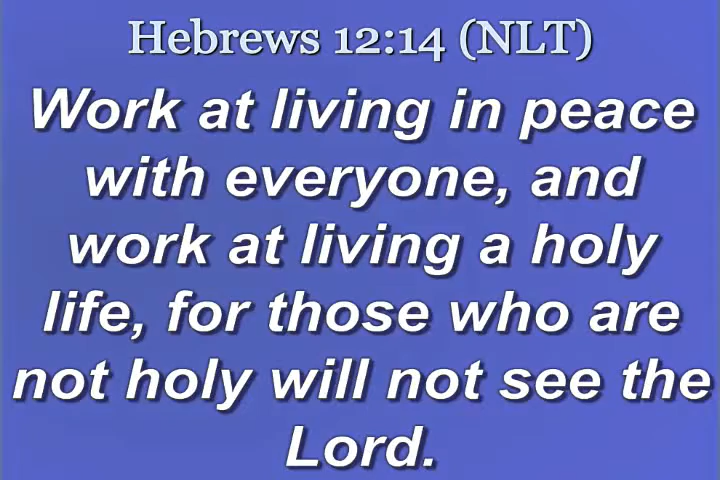 Hebrews 12:14 (NLT)
Work at living in peace
with everyone, and
work at living a holy
life, for those who are
not holy will not see the
Lord.